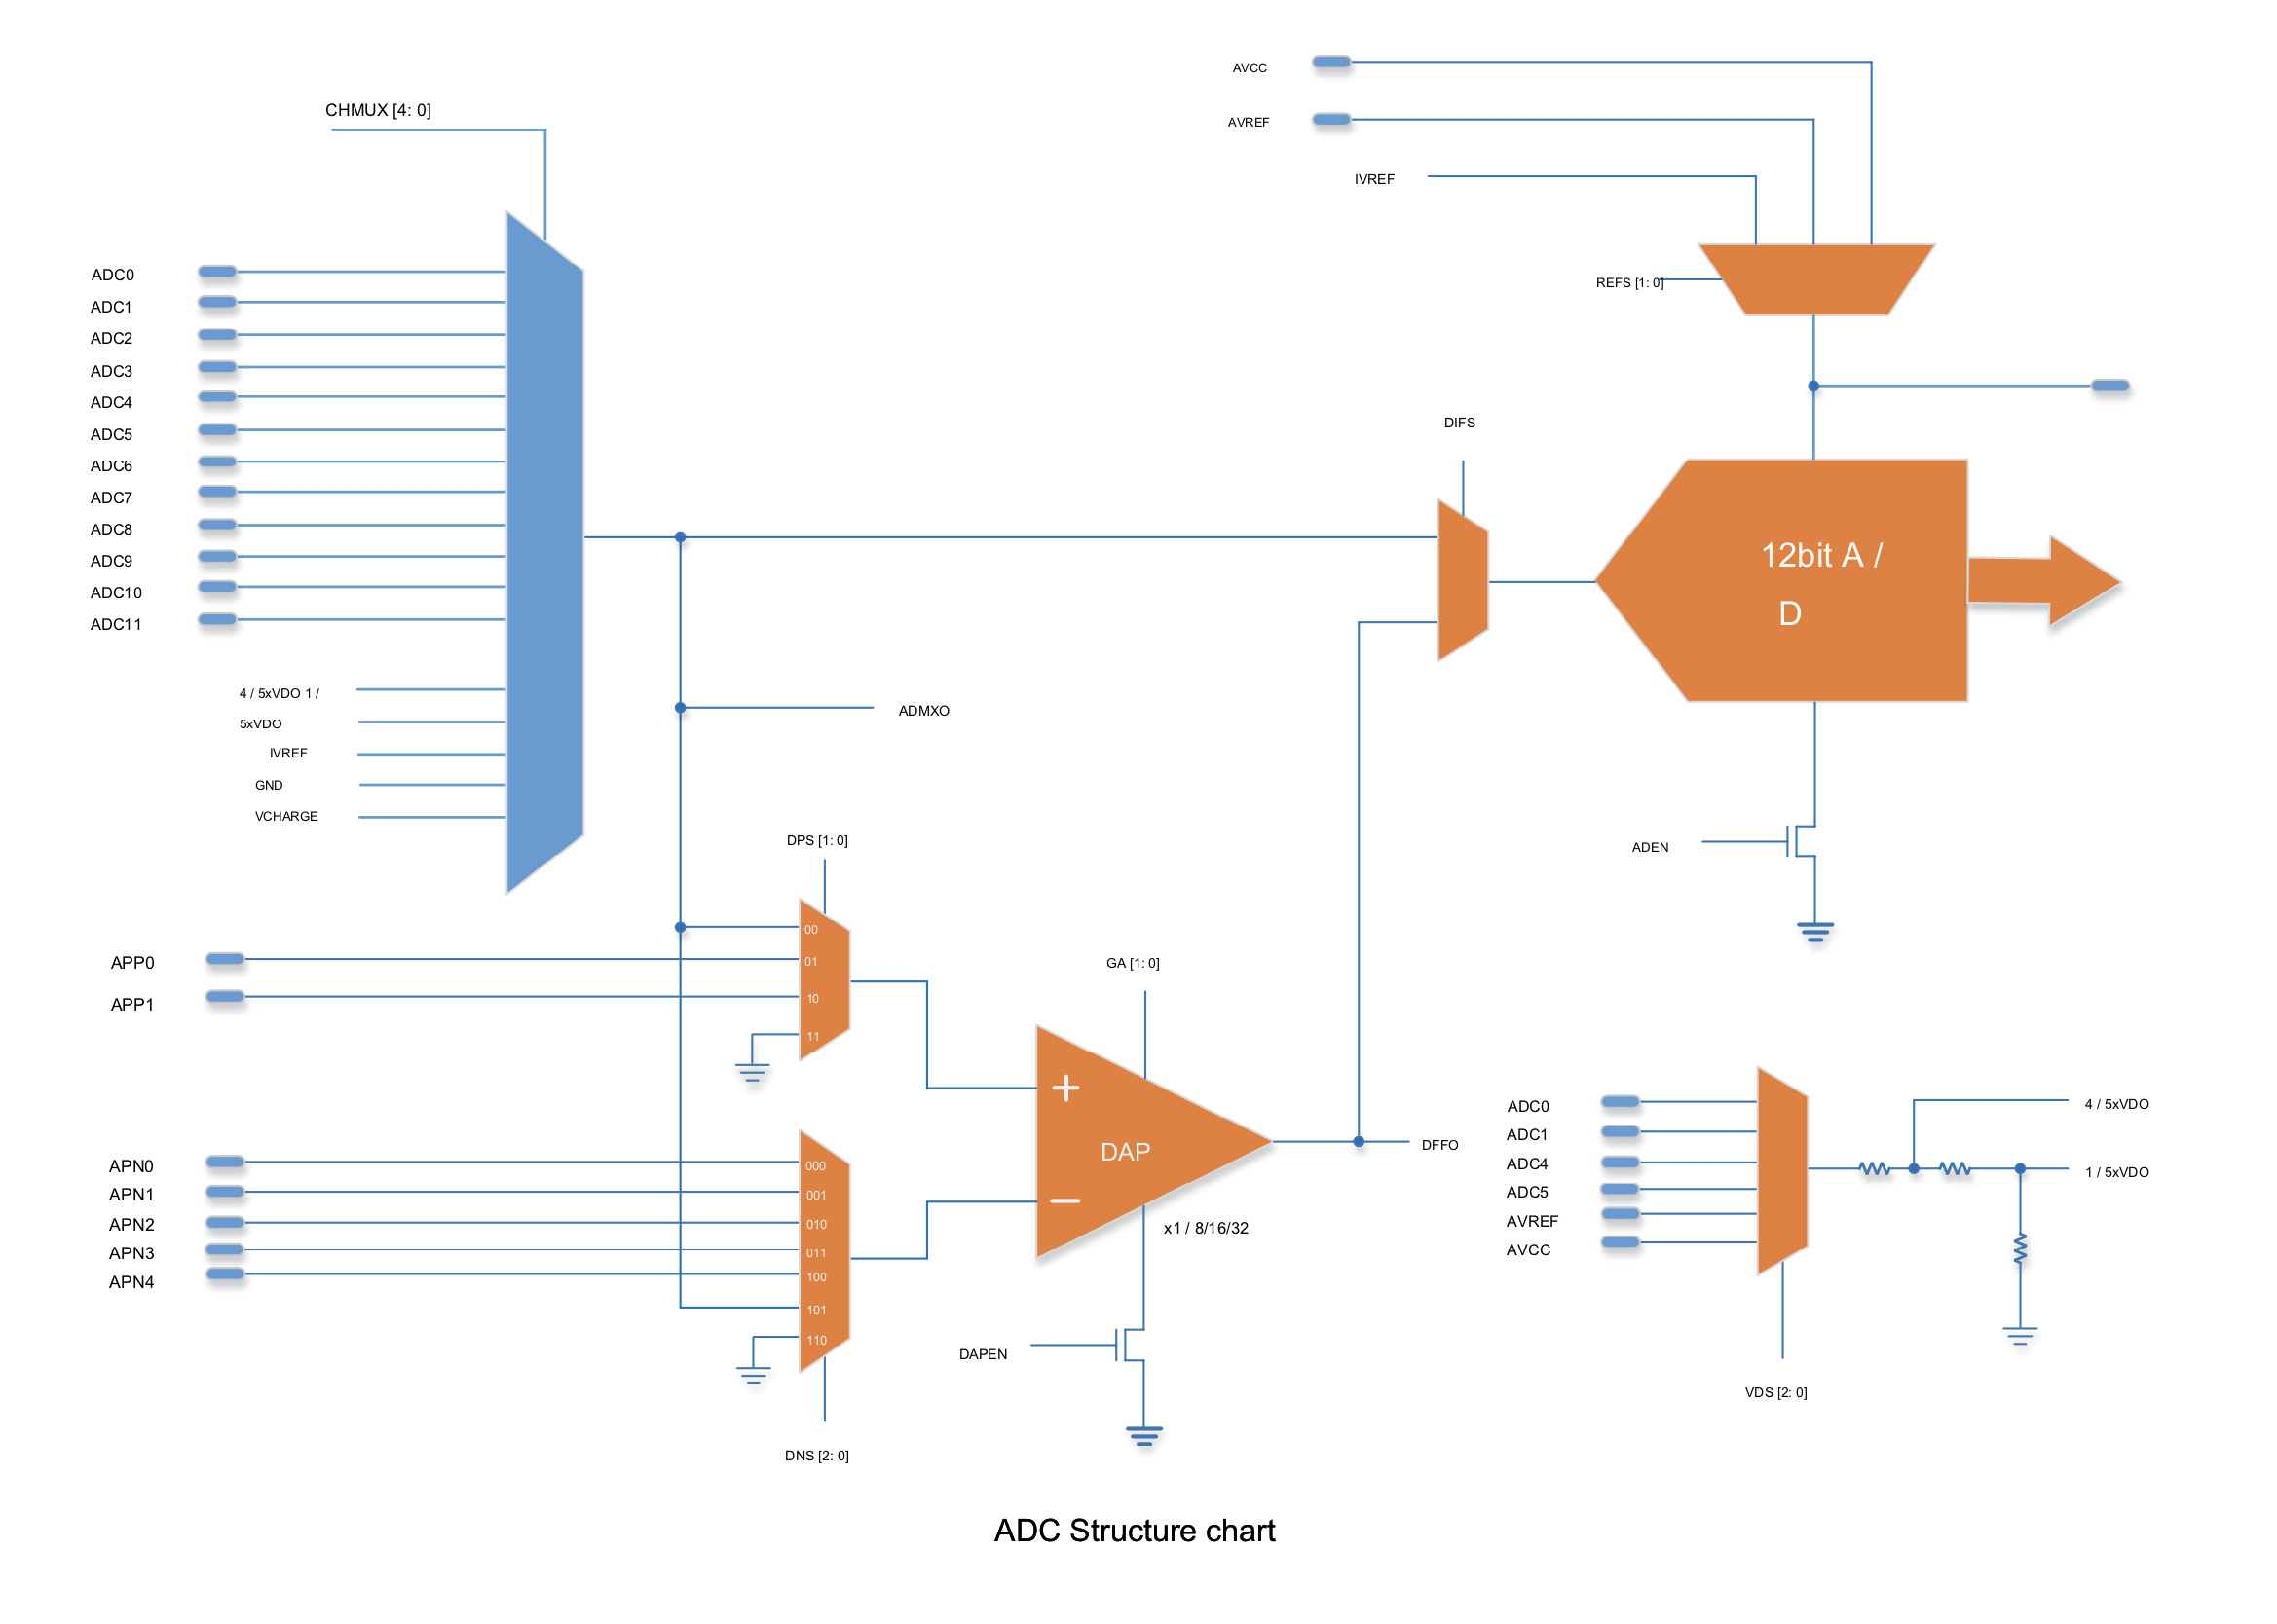 AVCC
CHMUX [4: 0]
AVREF
IVREF
ADC0
REFS [1: 0]
ADC1
ADC2
ADC3
ADC4
DIFS
ADC5
ADC6
ADC7
ADC8
ADC9
ADC10
ADC11
12bit A /
D
4 / 5xVDO 1 /
5xVDO
ADMXO
IVREF
GND
VCHARGE
DPS [1: 0]
ADEN
00
01
10
11
APP0
APP1
GA [1: 0]
+
DAP
−
x1 / 8/16/32
DFFO
APN0
APN1
APN2
APN3
APN4
000
001
010
011
100
101
110
DAPEN
DNS [2: 0]
ADC0
ADC1
ADC4
ADC5
AVREF
AVCC
4 / 5xVDO
1 / 5xVDO
VDS [2: 0]
ADC Structure chart